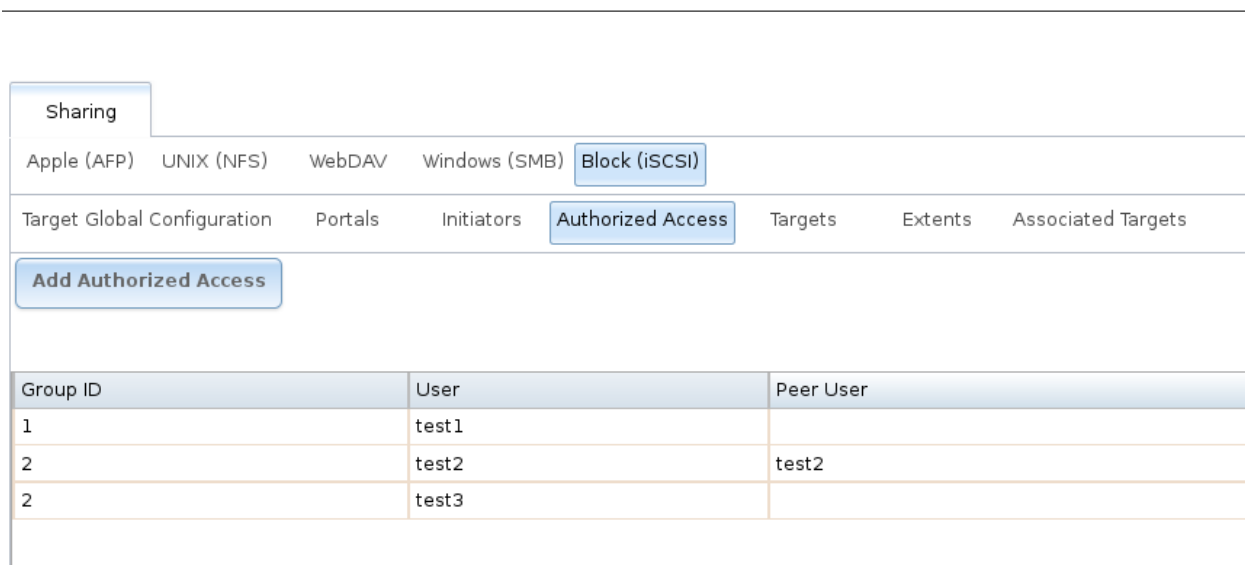 Sharing
Apple (AFP) UNIX (NFS) WebDAV Windows (SMB) Block (iSCSI)
Target Global Configuration Portals Initiators Authorized Access Targets Extents Associated Targets
Add Authorized Access
Group ID User Peer User
1 test1
2 test2 test2
2 test3